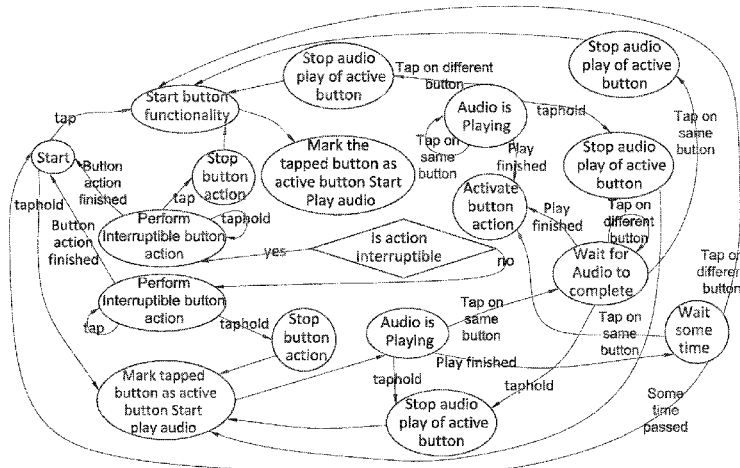 Stop audio
play of active
button
Stop audio
play of active
button
Tap on different
button
Start button
functionality
tap
Audio is
Playing
taphold
Tap on
same
button
Start
Button
action
finished
Stop
button
action
Mark the
tapped button as
active button Start
Play audio
Tap on
same
button
Play
finished
Stop audio
play of active
button
taphold
tap
taphold
Activate
button
action
Button
action
finished
Perform
Interruptible button
action
Play
finished
Tap on
different
button
yes
is action
interruptible
no
Wait for
Audio to
complete
Tap on
different
button
Perform
Interruptible button
action
tap
taphold
Stop
button
action
Audio is
Playing
Tap on
same
button
Tap on
same
button
Wait
some
time
Play finished
Mark tapped
button as active
button Start
play audio
taphold
taphold
Stop audio
play of active
button
Some
time
passed